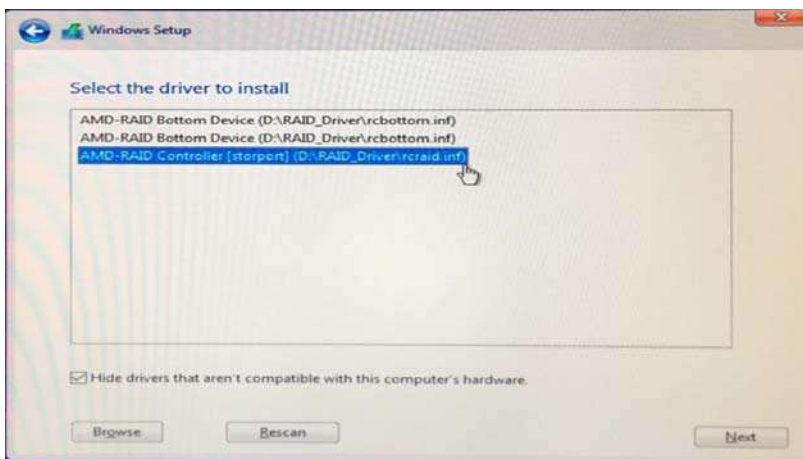 Windows Setup
Select the driver to install
AMD-RAID Bottom Device (D:\RAID_Driver\rcbottom.inf)
AMD-RAID Bottom Device (D:\RAID_Driver\rcbottom.inf)
AMD-RAID Controller [storport] (D:\RAID_Driver\rcraid.inf)
Hide drivers that aren't compatible with this computer's hardware.
Browse Rescan Next